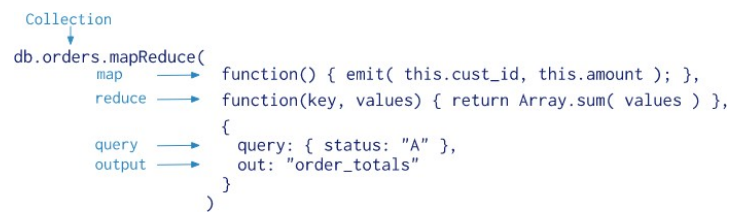 Collection
db.orders.mapReduce(
map function() { emit( this.cust_id, this.amount ); },
reduce function(key, values) { return Array.sum( values ) },
{
query query: { status: "A" },
output out: "order_totals"
}
)